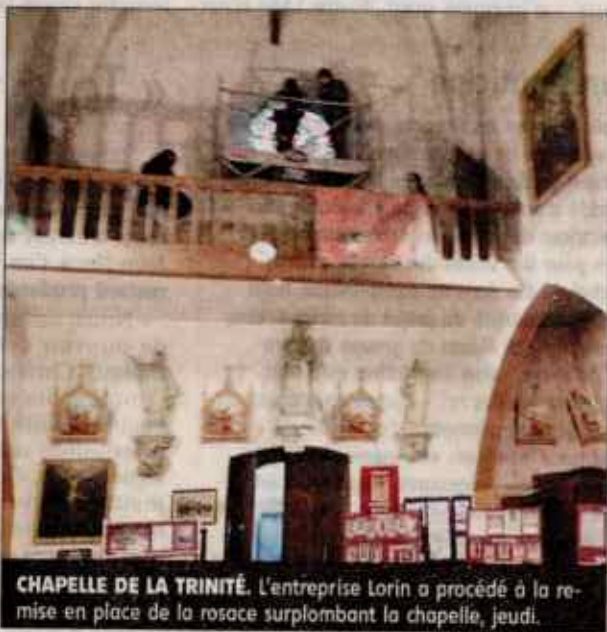 CHAPELLE DE LA TRINITÉ. L'entreprise Lorin a procédé à la re-
mise en place de la rosace surplombant la chapelle, jeudi.